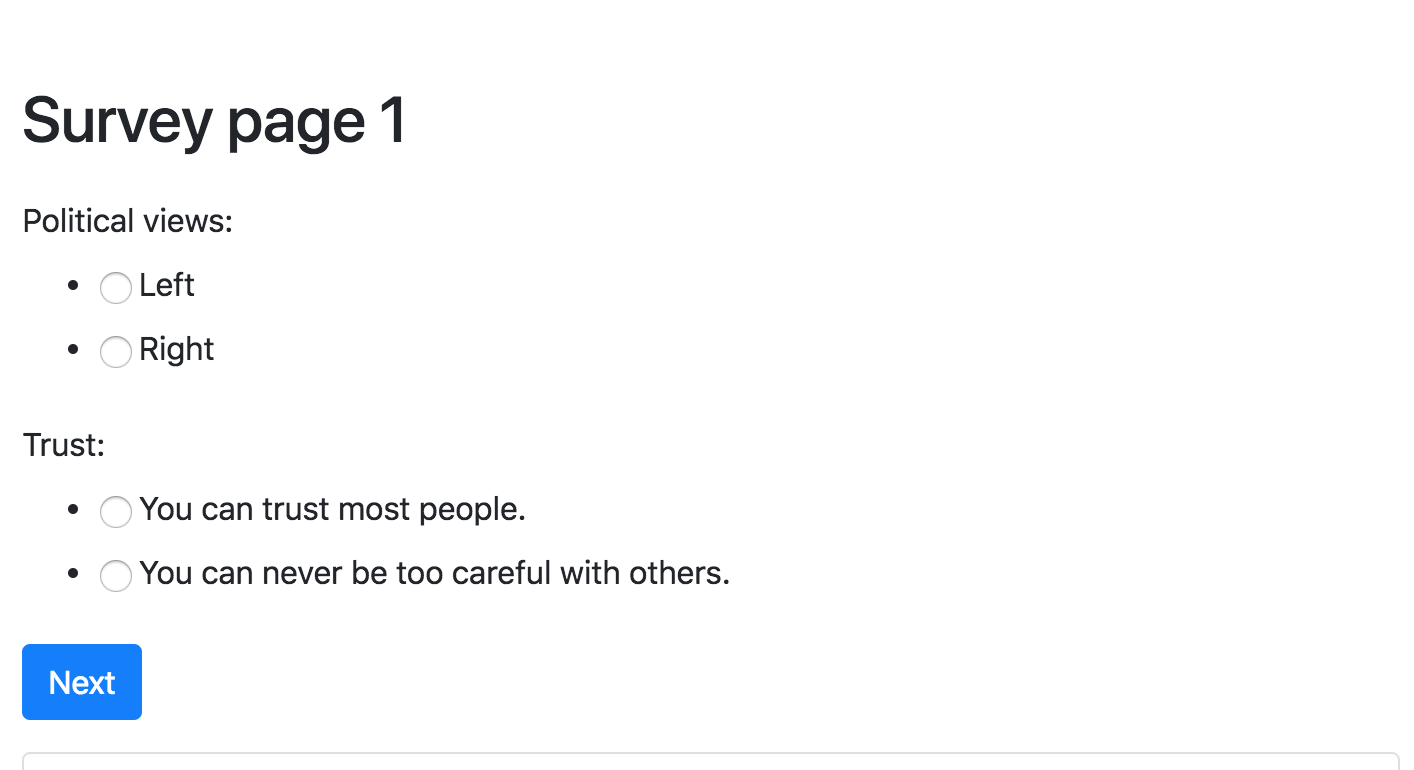 Survey page 1
Political views:
Left
Right
Trust:
You can trust most people.
You can never be too careful with others.
Next